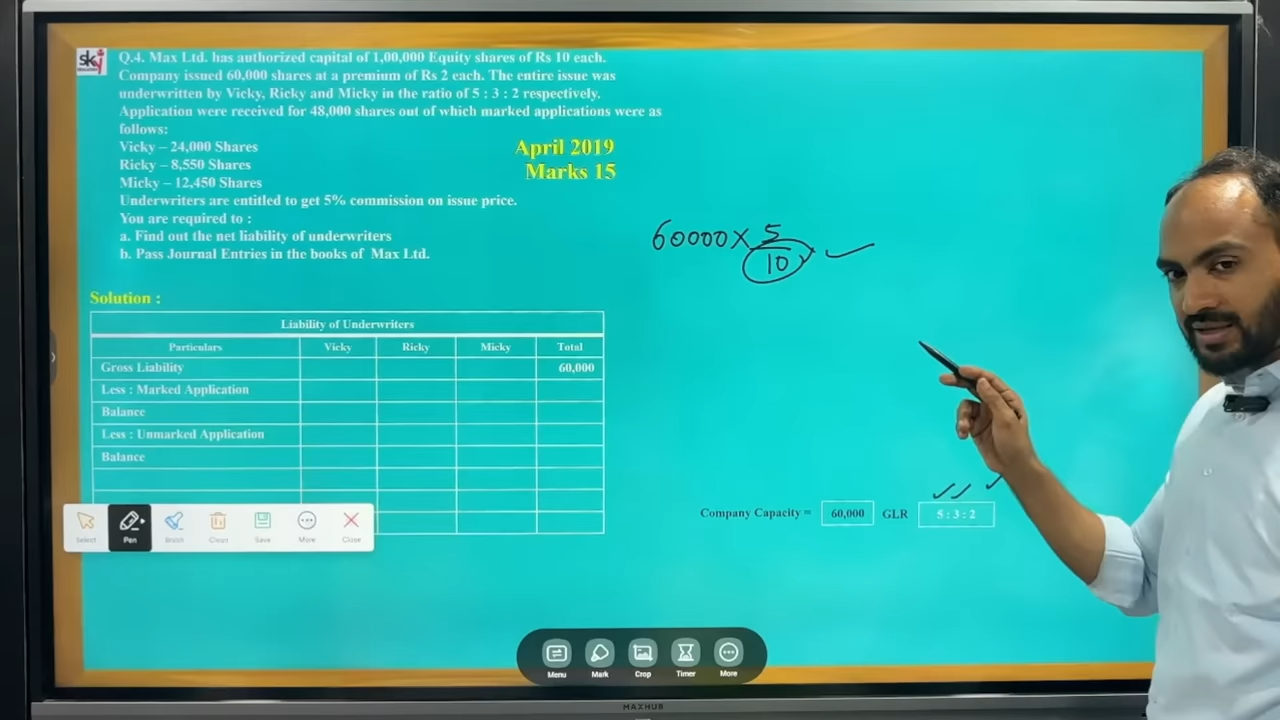 sky
Q.4. Max Ltd. has authorized capital of 1,00,000 Equity shares of Rs 10 each.
Company issued 60,000 shares at a premium of Rs 2 each. The entire issue was
underwritten by Vicky, Ricky and Micky in the ratio of 5 : 3 : 2 respectively.
Application were received for 48,000 shares out of which marked applications were as
follows:
Vicky – 24,000 Shares
Ricky – 8,550 Shares
Micky – 12,450 Shares
April 2019
Marks 15
Underwriters are entitled to get 5% commission on issue price.
You are required to :
a. Find out the net liability of underwriters
b. Pass Journal Entries in the books of Max Ltd.
60000 × 5
10
Solution :
Liability of Underwriters
Particulars Vicky Ricky Micky Total
Gross Liability 60,000
Less : Marked Application
Balance
Less : Unmarked Application
Balance
Select Pen Brush Clean Save More Close
Company Capacity = 60,000 GLR 5 : 3 : 2
Menu Mark Crop Timer More
MAXHUB